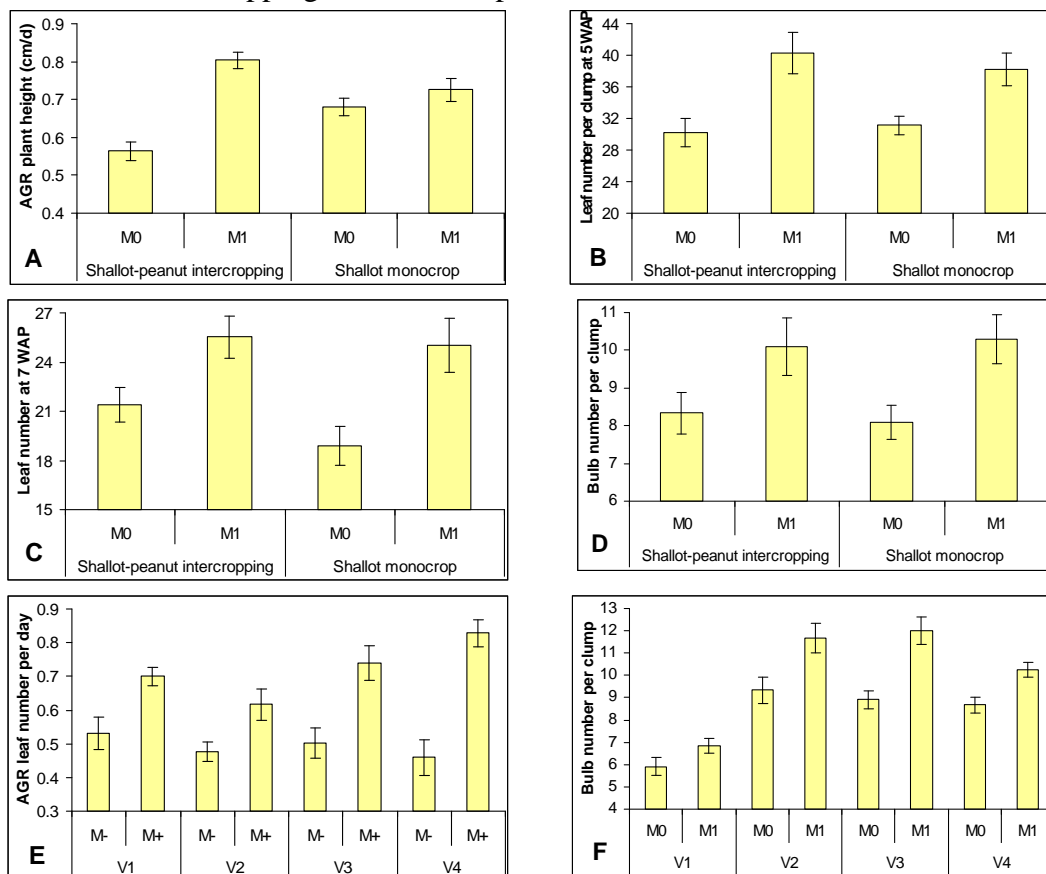 AGR plant height (cm/d)
0.9
0.8
0.7
0.6
0.5
0.4
M0 M1 M0 M1
Shallot-peanut intercropping Shallot monocrop
A
Leaf number per clump at 5 WAP
44
40
36
32
28
24
20
M0 M1 M0 M1
Shallot-peanut intercropping Shallot monocrop
B
Leaf number at 7 WAP
27
24
21
18
15
M0 M1 M0 M1
Shallot-peanut intercropping Shallot monocrop
C
Bulb number per clump
11
10
9
8
7
6
M0 M1 M0 M1
Shallot-peanut intercropping Shallot monocrop
D
AGR leaf number per day
0.9
0.8
0.7
0.6
0.5
0.4
0.3
M- M+ M- M+ M- M+ M- M+
V1 V2 V3 V4
E
Bulb number per clump
13
12
11
10
9
8
7
6
5
4
M0 M1 M0 M1 M0 M1 M0 M1
V1 V2 V3 V4
F